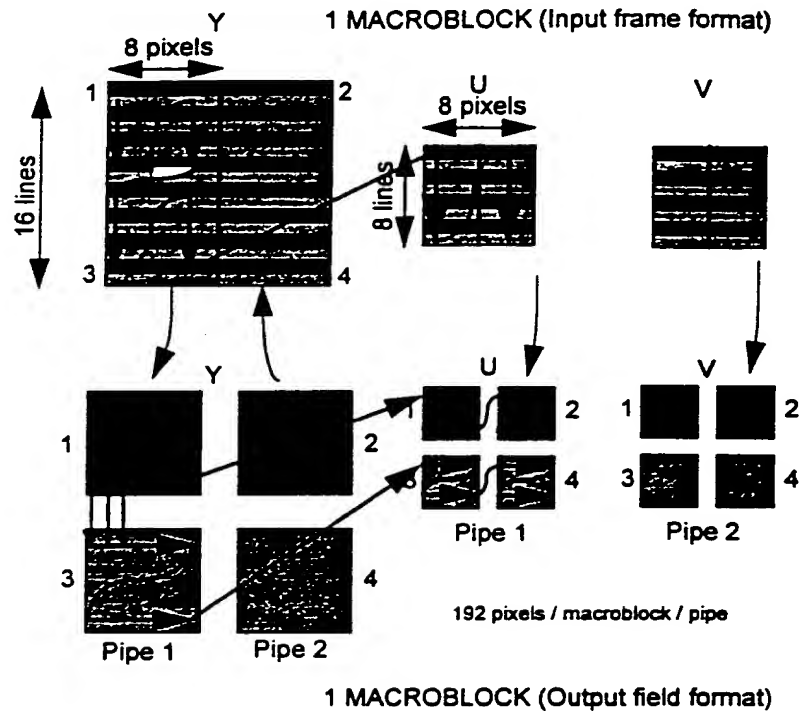 1 MACROBLOCK (Input frame format)
Y
8 pixels
1
2
16 lines
3
4
U
8 pixels
8 lines
V
Y
1
2
3
4
Pipe 1
Pipe 2
U
1
2
4
Pipe 1
V
1
2
3
4
Pipe 2
192 pixels / macroblock / pipe
1 MACROBLOCK (Output field format)